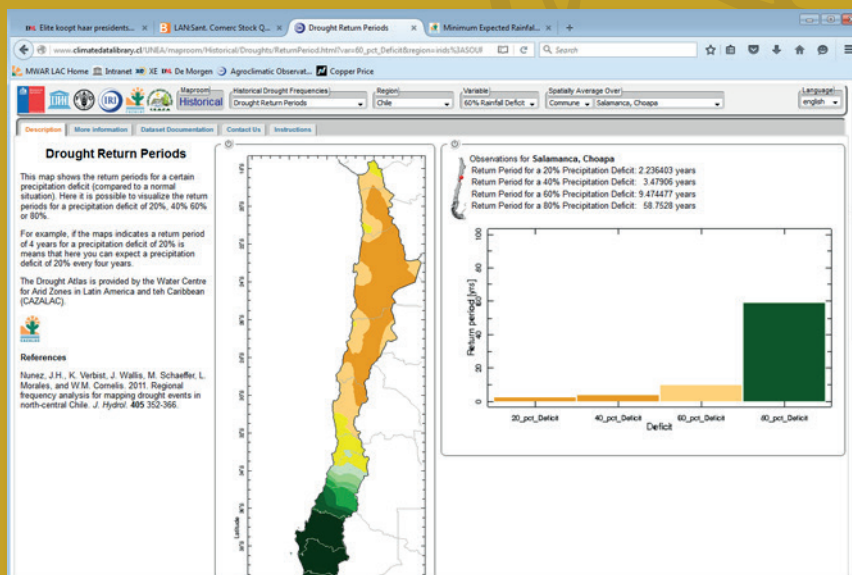 Elite koopt haar presidents...
LAN:Sant. Comerc Stock Q...
Drought Return Periods
Minimum Expected Rainfal...
www.climatedatalibrary.cl/UNEA/maproom/Historical/Droughts/ReturnPeriod.html?var=60_pct_Deficit&region=irids%3ASOUR
Search
MWAR LAC Home
Intranet
XE
De Morgen
Agroclimatic Observat...
Copper Price
Maproom
Historical
Historical Drought Frequencies
Drought Return Periods
Region
Chile
Variable
60% Rainfall Deficit
Spatially Average Over
Commune
Salamanca, Choapa
Language
english
Description
More information
Dataset Documentation
Contact Us
Instructions
Drought Return Periods
This map shows the return periods for a certain
precipitation deficit (compared to a normal
situation). Here it is possible to visualize the return
periods for a precipitation deficit of 20%, 40% 60%
or 80%.
For example, if the maps indicates a return period
of 4 years for a precipitation deficit of 20% is
means that here you can expect a precipitation
deficit of 20% every four years.
The Drought Atlas is provided by the Water Centre
for Arid Zones in Latin America and teh Caribbean
(CAZALAC).
References
Nunez, J.H., K. Verbist, J. Wallis, M. Schaeffer, L.
Morales, and W.M. Cornelis. 2011. Regional
frequency analysis for mapping drought events in
north-central Chile. J. Hydrol. 405 352-366.
Latitude
Observations for Salamanca, Choapa
Return Period for a 20% Precipitation Deficit: 2.236403 years
Return Period for a 40% Precipitation Deficit: 3.47906 years
Return Period for a 60% Precipitation Deficit: 9.474477 years
Return Period for a 80% Precipitation Deficit: 58.7528 years
Return period [yrs]
100
80
60
40
20
0
20_pct_Deficit
40_pct_Deficit
60_pct_Deficit
80_pct_Deficit
Deficit